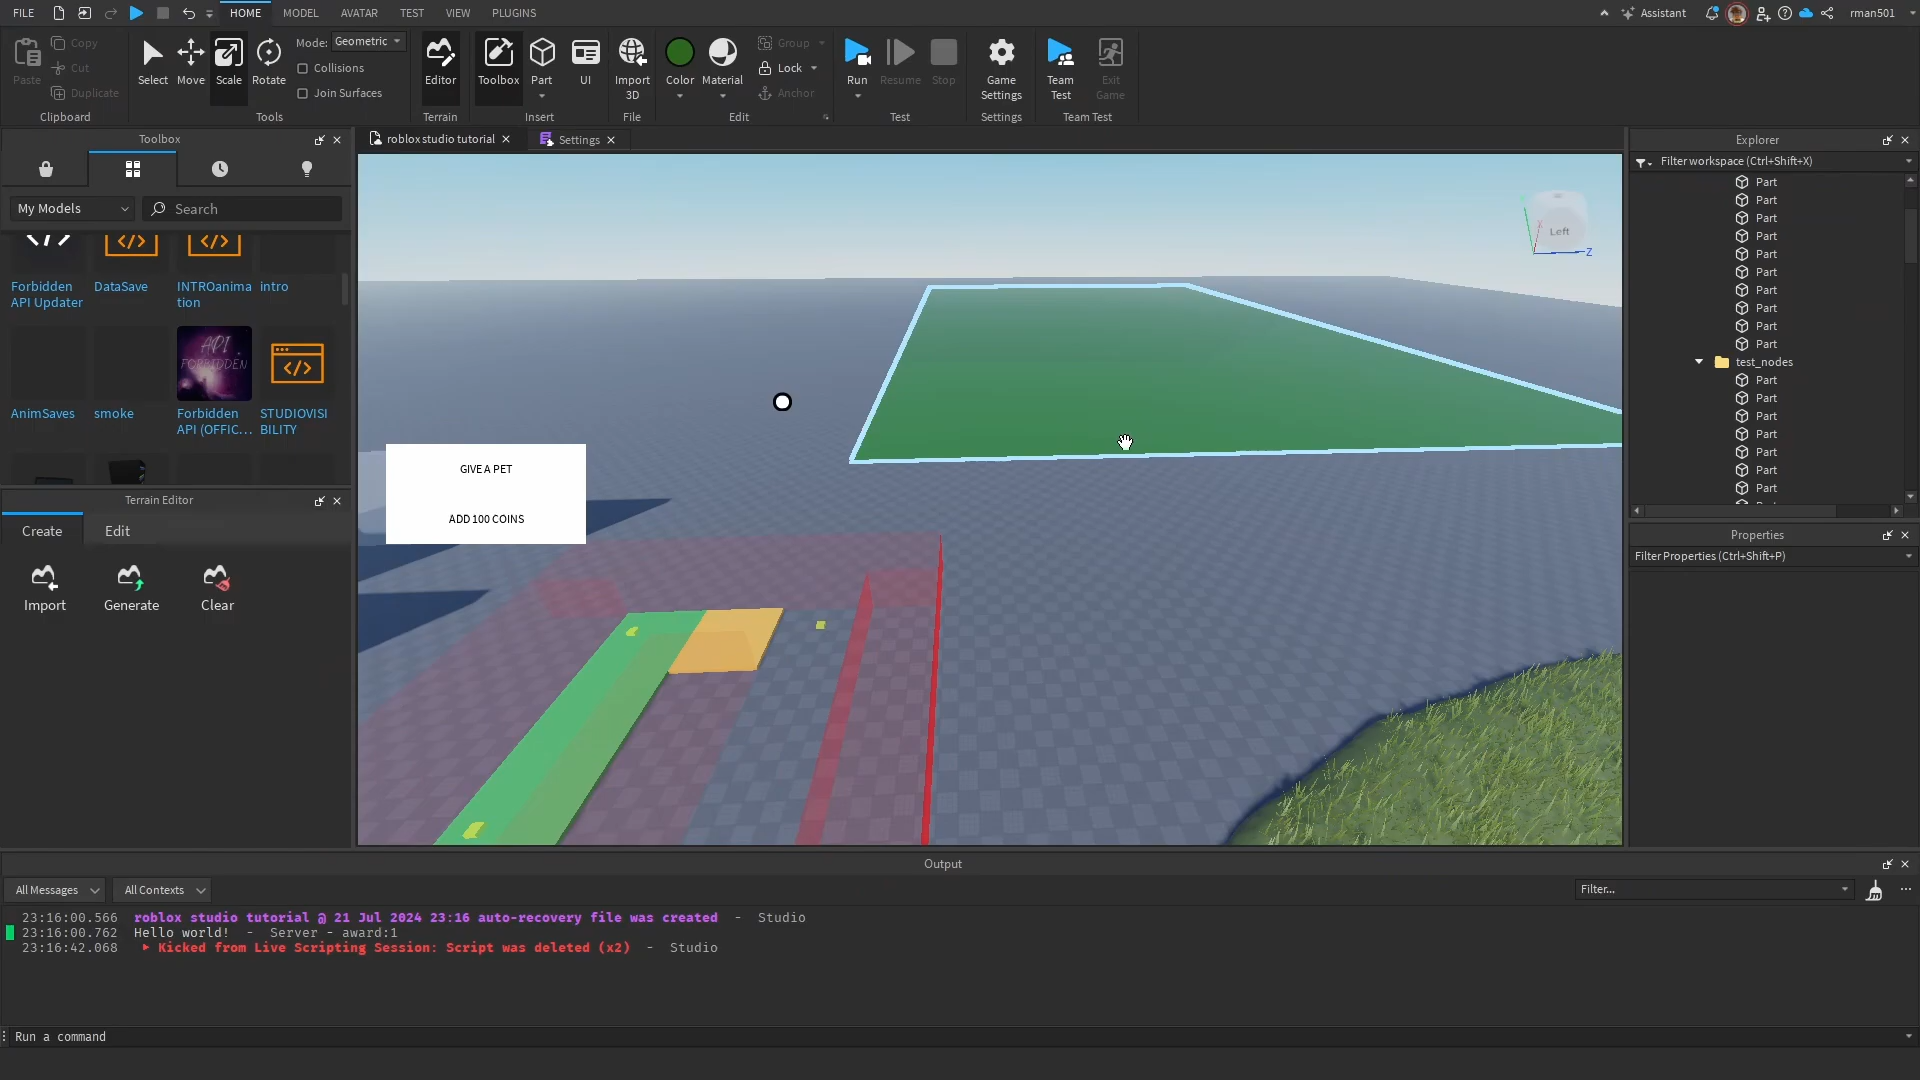 FILE
HOME
MODEL
AVATAR
TEST
VIEW
PLUGINS
Assistant
rman501
Paste
Copy
Cut
Duplicate
Clipboard
Select
Move
Scale
Rotate
Mode: Geometric
Collisions
Join Surfaces
Tools
Editor
Terrain
Toolbox
Part
UI
Insert
Import
3D
File
Color
Material
Group
Lock
Anchor
Edit
Run
Resume
Stop
Test
Game
Settings
Settings
Team
Test
Exit
Game
Team Test
Toolbox
My Models
Search
Forbidden
API Updater
DataSave
INTROanima
tion
intro
API
FORBIDDEN
AnimSaves
smoke
Forbidden
API (OFFIC...
STUDIOVISI
BILITY
Terrain Editor
Create
Edit
Import
Generate
Clear
roblox studio tutorial
Settings
Left
Z
GIVE A PET
ADD 100 COINS
Explorer
Filter workspace (Ctrl+Shift+X)
Part
Part
Part
Part
Part
Part
Part
Part
Part
Part
test_nodes
Part
Part
Part
Part
Part
Part
Part
Properties
Filter Properties (Ctrl+Shift+P)
Output
All Messages
All Contexts
Filter...
23:16:00.566 roblox studio tutorial @ 21 Jul 2024 23:16 auto-recovery file was created - Studio
23:16:00.762 Hello world! - Server - award:1
23:16:42.068 Kicked from Live Scripting Session: Script was deleted (x2) - Studio
Run a command